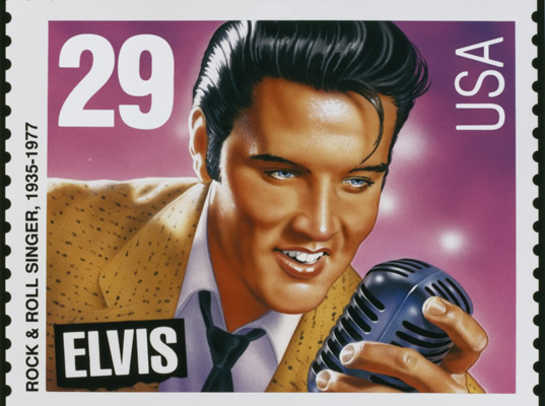 29
USA
ROCK & ROLL SINGER, 1935-1977
ELVIS